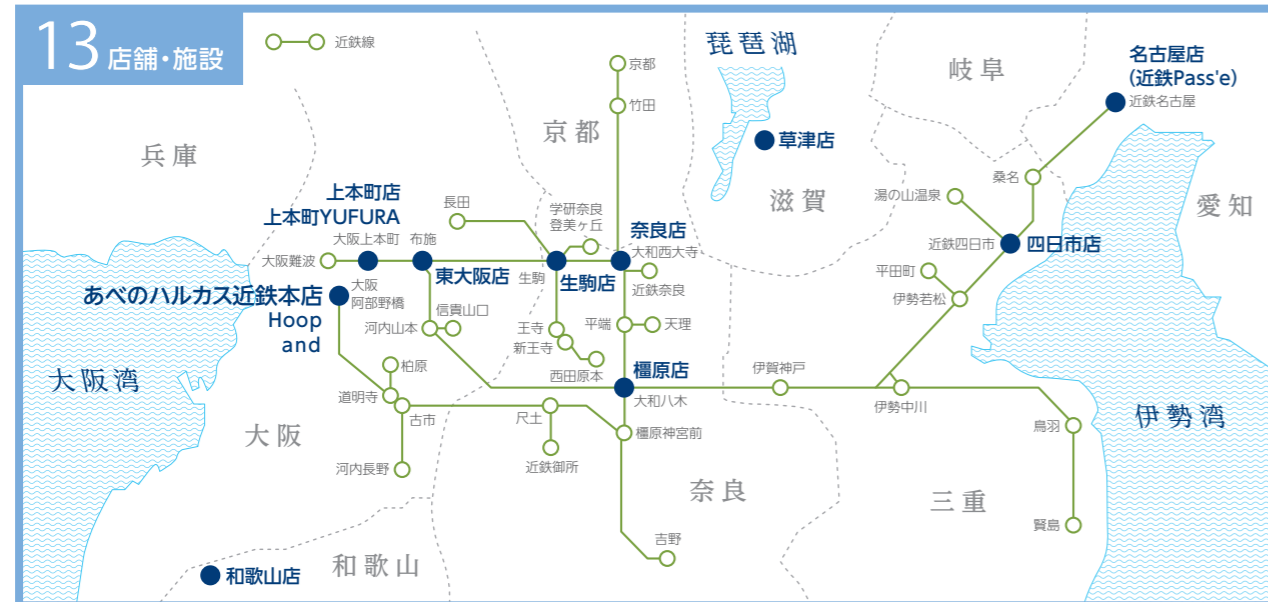 13 店舗・施設
近鉄線
兵庫
京都
琵琶湖
岐阜
名古屋店
(近鉄Pass'e)
近鉄名古屋
京都
竹田
草津店
滋賀
桑名
湯の山温泉
愛知
上本町店
上本町YUFURA
大阪上本町
布施
長田
学研奈良
登美ヶ丘
奈良店
大和西大寺
近鉄四日市
四日市店
大阪難波
東大阪店
生駒
生駒店
近鉄奈良
平田町
伊勢若松
あべのハルカス近鉄本店
Hoop
and
大阪
阿部野橋
信貴山口
河内山本
王寺
新王寺
西田原本
平端
天理
大阪湾
柏原
道明寺
古市
橿原店
大和八木
伊賀神戸
伊勢中川
伊勢湾
大阪
尺土
橿原神宮前
鳥羽
河内長野
近鉄御所
奈良
三重
賢島
吉野
和歌山
和歌山店